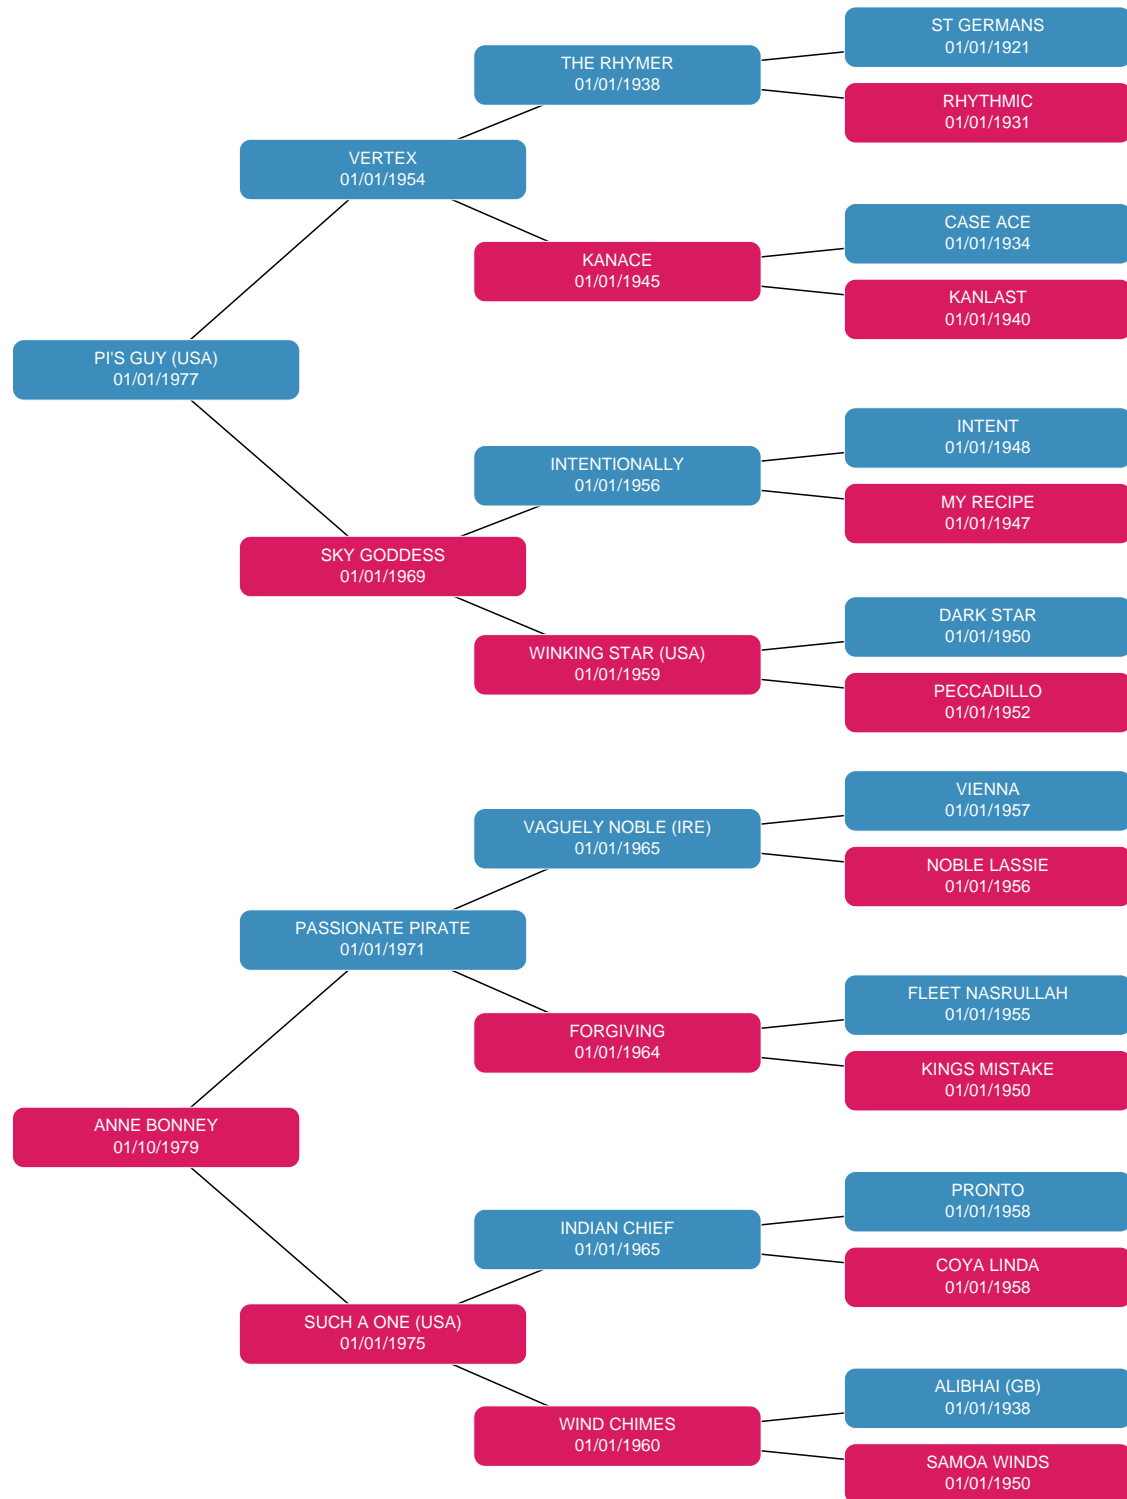 ST GERMANS
01/01/1921
THE RHYMER
01/01/1938
RHYTHMIC
01/01/1931
VERTEX
01/01/1954
CASE ACE
01/01/1934
KANACE
01/01/1945
KANLAST
01/01/1940
PI'S GUY (USA)
01/01/1977
INTENT
01/01/1948
INTENTIONALLY
01/01/1956
MY RECIPE
01/01/1947
SKY GODDESS
01/01/1969
DARK STAR
01/01/1950
WINKING STAR (USA)
01/01/1959
PECCADILLO
01/01/1952
VIENNA
01/01/1957
VAGUELY NOBLE (IRE)
01/01/1965
NOBLE LASSIE
01/01/1956
PASSIONATE PIRATE
01/01/1971
FLEET NASRULLAH
01/01/1955
FORGIVING
01/01/1964
KINGS MISTAKE
01/01/1950
ANNE BONNEY
01/10/1979
PRONTO
01/01/1958
INDIAN CHIEF
01/01/1965
COYA LINDA
01/01/1958
SUCH A ONE (USA)
01/01/1975
ALIBHAI (GB)
01/01/1938
WIND CHIMES
01/01/1960
SAMOA WINDS
01/01/1950